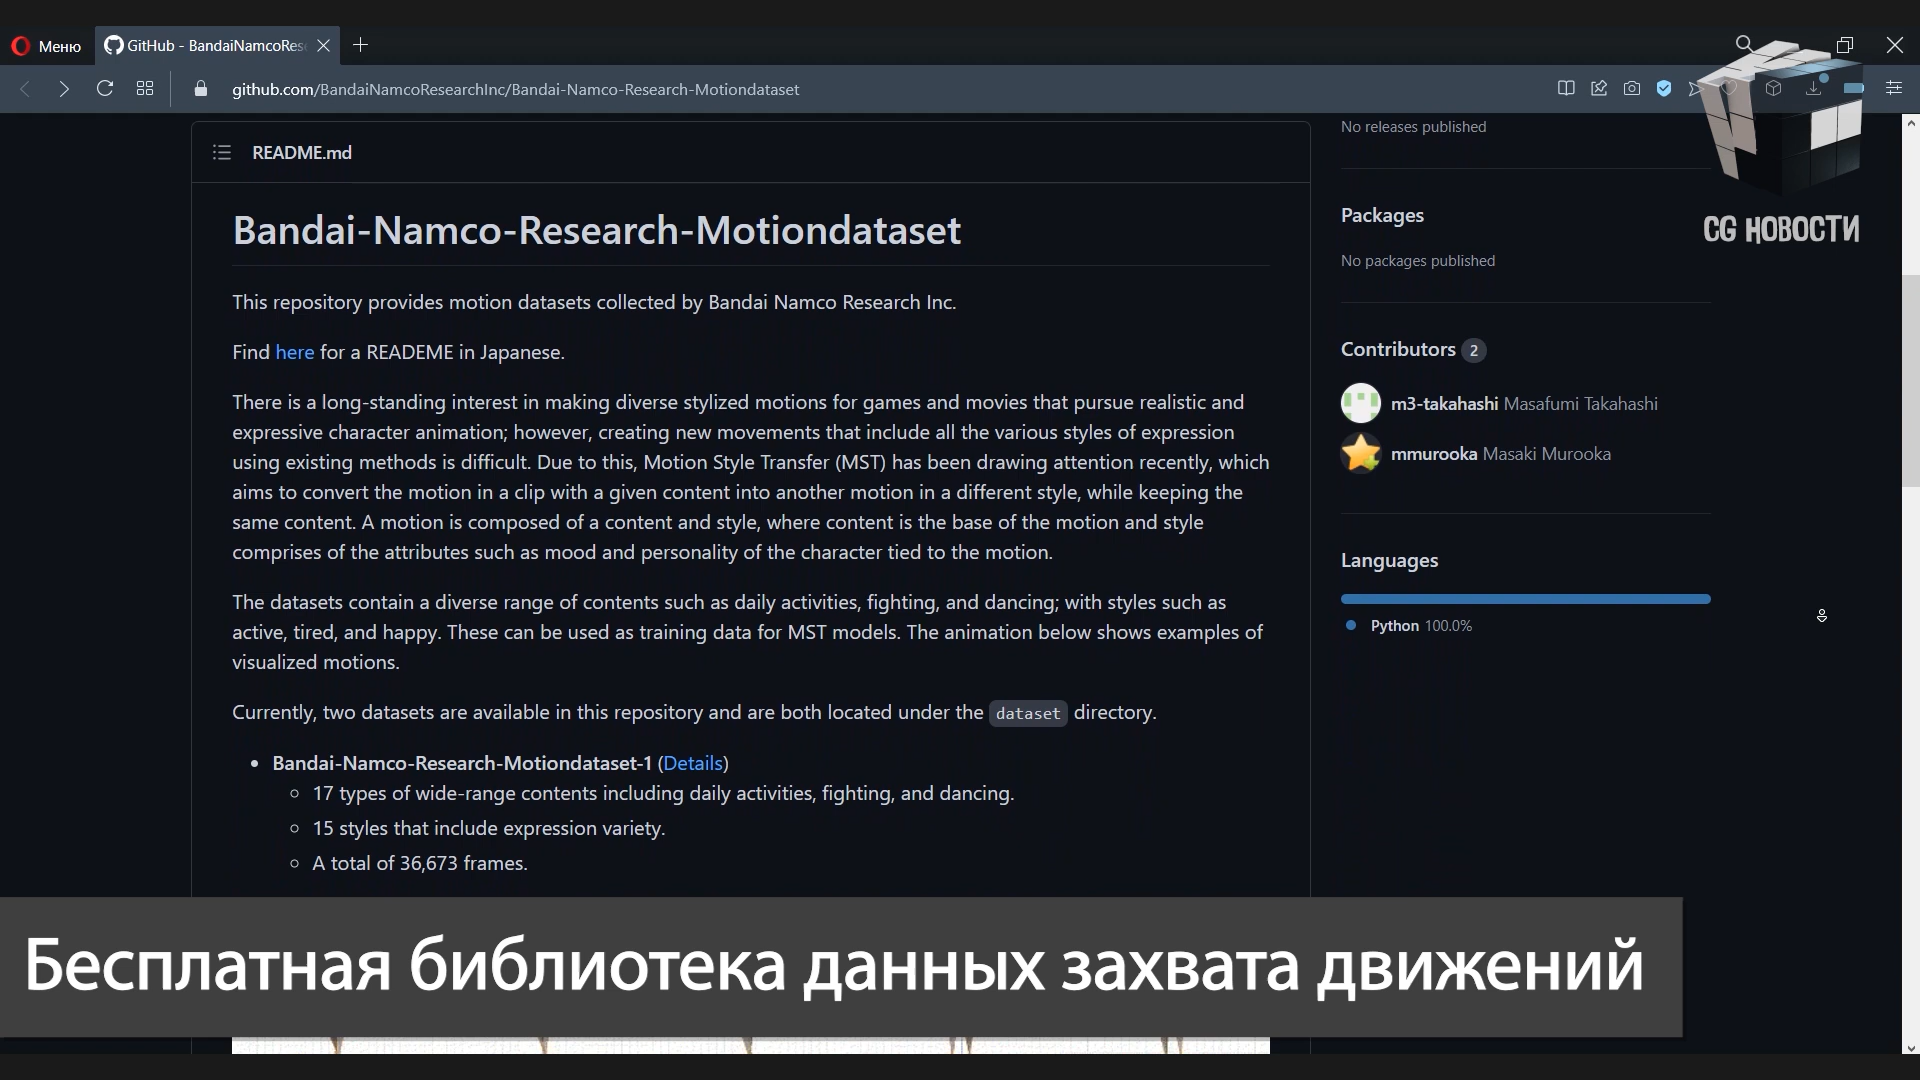 Меню
GitHub - BandaiNamcoRes
github.com/BandaiNamcoResearchInc/Bandai-Namco-Research-Motiondataset
CG НОВОСТИ
README.md
Bandai-Namco-Research-Motiondataset
This repository provides motion datasets collected by Bandai Namco Research Inc.
Find here for a READEME in Japanese.
There is a long-standing interest in making diverse stylized motions for games and movies that pursue realistic and
expressive character animation; however, creating new movements that include all the various styles of expression
using existing methods is difficult. Due to this, Motion Style Transfer (MST) has been drawing attention recently, which
aims to convert the motion in a clip with a given content into another motion in a different style, while keeping the
same content. A motion is composed of a content and style, where content is the base of the motion and style
comprises of the attributes such as mood and personality of the character tied to the motion.
The datasets contain a diverse range of contents such as daily activities, fighting, and dancing; with styles such as
active, tired, and happy. These can be used as training data for MST models. The animation below shows examples of
visualized motions.
Currently, two datasets are available in this repository and are both located under the dataset directory.
Bandai-Namco-Research-Motiondataset-1 (Details)
17 types of wide-range contents including daily activities, fighting, and dancing.
15 styles that include expression variety.
A total of 36,673 frames.
No releases published
Packages
No packages published
Contributors 2
m3-takahashi Masafumi Takahashi
mmurooka Masaki Murooka
Languages
Python 100.0%
Бесплатная библиотека данных захвата движений